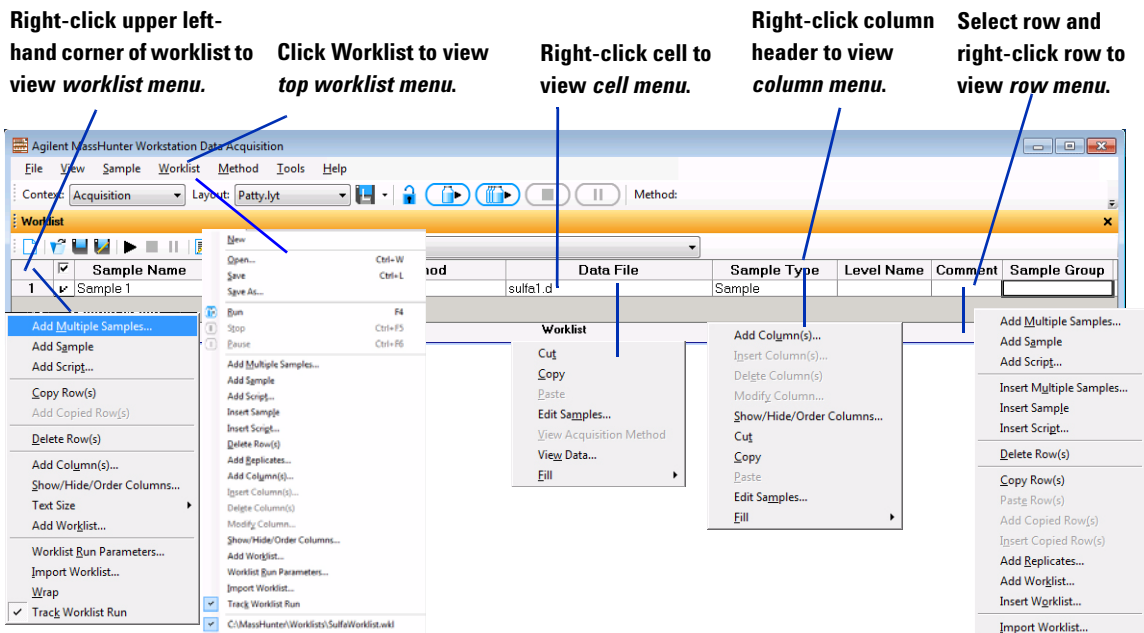 Right-click upper left-
hand corner of worklist to
view worklist menu.
Click Worklist to view
top worklist menu.
Right-click cell to
view cell menu.
Right-click column
header to view
column menu.
Select row and
right-click row to
view row menu.
Agilent MassHunter Workstation Data Acquisition
File View Sample Worklist Method Tools Help
Context: Acquisition Layout: Patty.lyt Method:
Worklist
Sample Name Data File Sample Type Level Name Comment Sample Group
1 Sample 1 sulfa1.d Sample
Worklist
Add Multiple Samples...
Add Sample
Add Script...
Copy Row(s)
Add Copied Row(s)
Delete Row(s)
Add Column(s)...
Show/Hide/Order Columns...
Text Size
Add Worklist...
Worklist Run Parameters...
Import Worklist...
Wrap
Track Worklist Run
New
Open... Ctrl+W
Save Ctrl+L
Save As...
Run F4
Stop Ctrl+F5
Pause Ctrl+F6
Add Multiple Samples...
Add Sample
Add Script...
Insert Sample
Insert Script...
Delete Row(s)
Add Replicates...
Add Column(s)...
Insert Column(s)...
Delete Column(s)
Modify Column...
Show/Hide/Order Columns...
Add Worklist...
Worklist Run Parameters...
Import Worklist...
Track Worklist Run
C:\MassHunter\Worklists\SulfaWorklist.wkl
Cut
Copy
Paste
Edit Samples...
View Acquisition Method
View Data...
Fill
Add Column(s)...
Insert Column(s)...
Delete Column(s)
Modify Column...
Show/Hide/Order Columns...
Cut
Copy
Paste
Edit Samples...
Fill
Add Multiple Samples...
Add Sample
Add Script...
Insert Multiple Samples...
Insert Sample
Insert Script...
Delete Row(s)
Copy Row(s)
Paste Row(s)
Add Copied Row(s)
Insert Copied Row(s)
Add Replicates...
Add Worklist...
Insert Worklist...
Import Worklist...